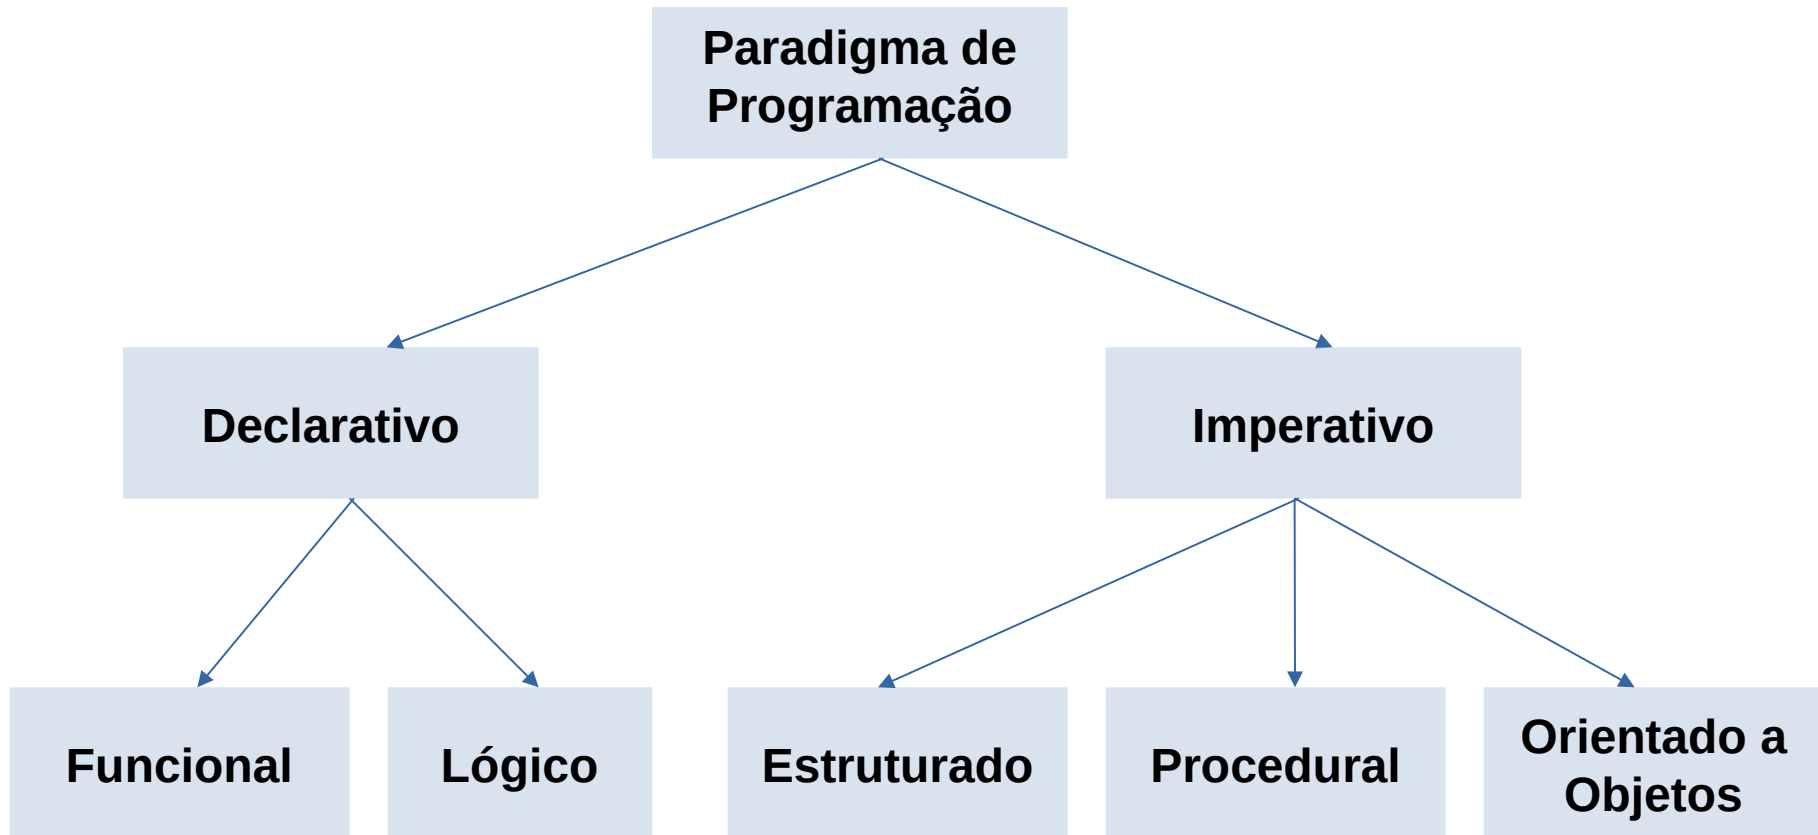 Paradigma de
Programação
Declarativo
Imperativo
Funcional
Lógico
Estruturado
Procedural
Orientado a
Objetos